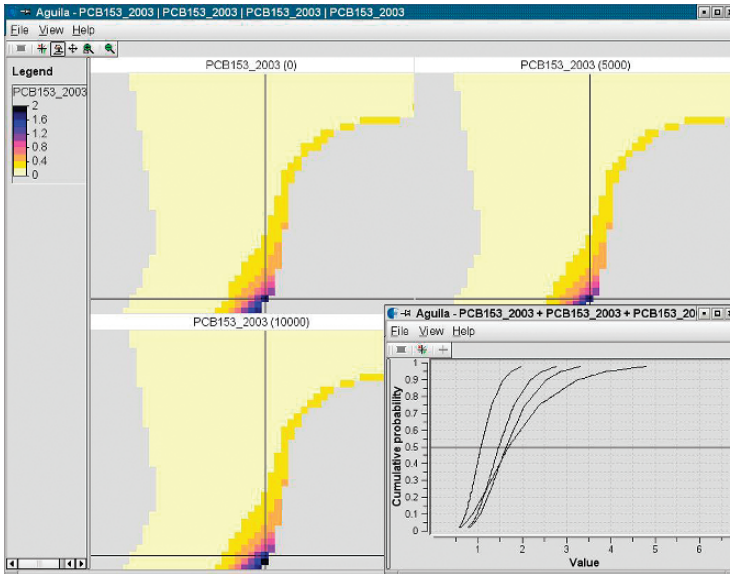 Aguila - PCB153_2003 | PCB153_2003 | PCB153_2003 | PCB153_2003
File View Help
Legend
PCB153_2003
2
1.6
1.2
0.8
0.4
0
PCB153_2003 (0)
PCB153_2003 (5000)
PCB153_2003 (10000)
Aguila - PCB153_2003 + PCB153_2003 + PCB153_20
File View Help
Cumulative probability
1
0.9
0.8
0.7
0.6
0.5
0.4
0.3
0.2
0.1
0
1 2 3 4 5 6
Value